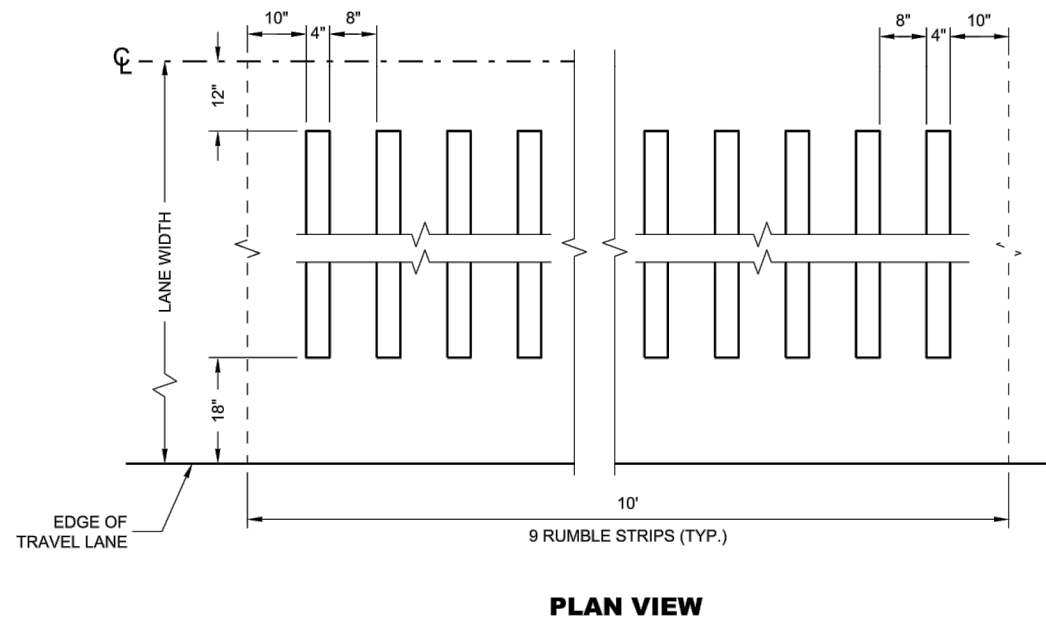 10"
4"
8"
8"
4"
10"
℄
12"
LANE WIDTH
18"
EDGE OF
TRAVEL LANE
10'
9 RUMBLE STRIPS (TYP.)
PLAN VIEW